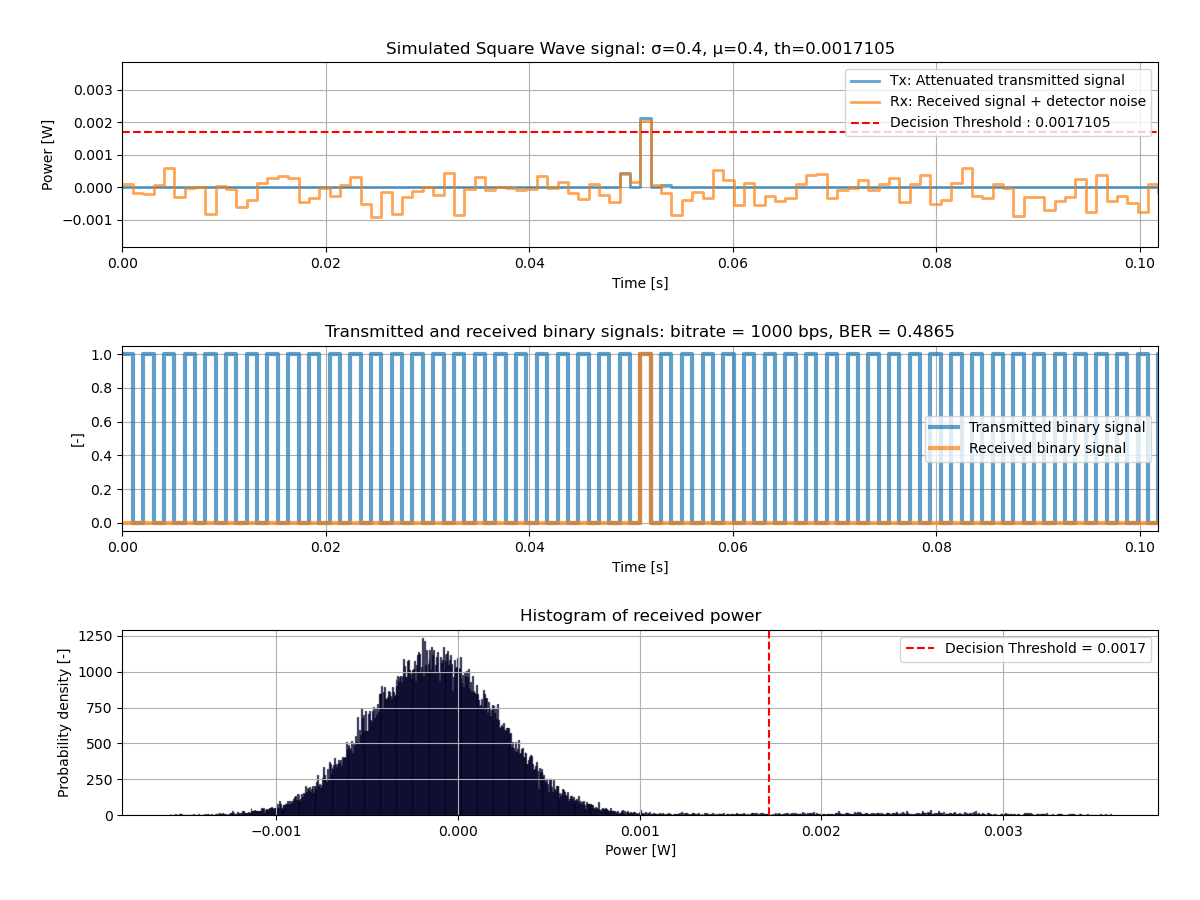 Simulated Square Wave signal: σ=0.4, μ=0.4, th=0.0017105
Power [W]
0.003
0.002
0.001
0.000
−0.001
Tx: Attenuated transmitted signal
Rx: Received signal + detector noise
Decision Threshold : 0.0017105
0.00 0.02 0.04 0.06 0.08 0.10
Time [s]
Transmitted and received binary signals: bitrate = 1000 bps, BER = 0.4865
[-]
1.0
0.8
0.6
0.4
0.2
0.0
Transmitted binary signal
Received binary signal
0.00 0.02 0.04 0.06 0.08 0.10
Time [s]
Histogram of received power
Probability density [-]
1250
1000
750
500
250
0
Decision Threshold = 0.0017
−0.001 0.000 0.001 0.002 0.003
Power [W]